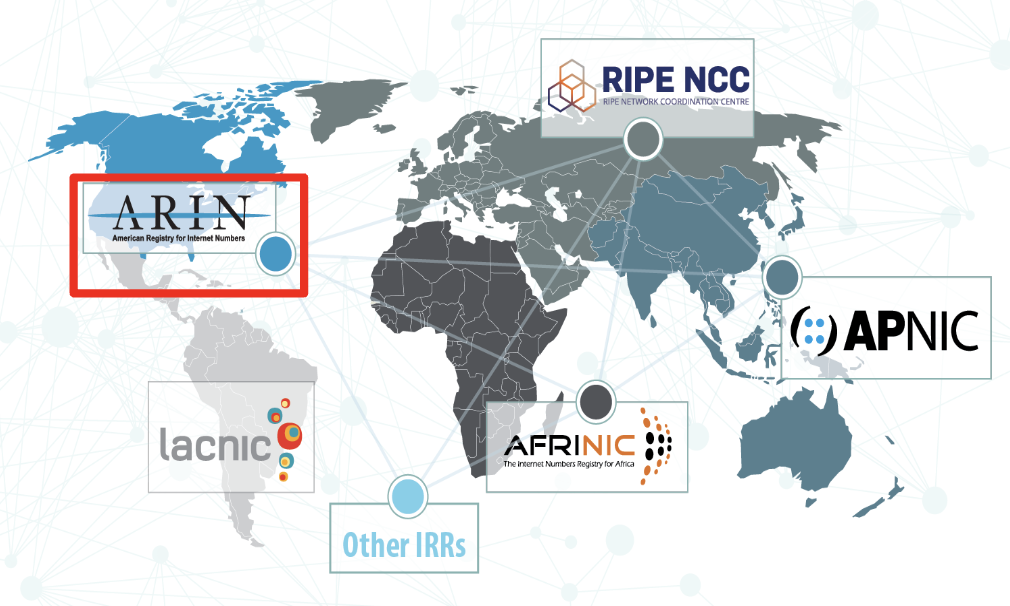 RIPE NCC
RIPE NETWORK COORDINATION CENTRE
ARIN
American Registry for Internet Numbers
APNIC
lacnic
AFRINIC
The Internet Numbers Registry for Africa
Other IRRs